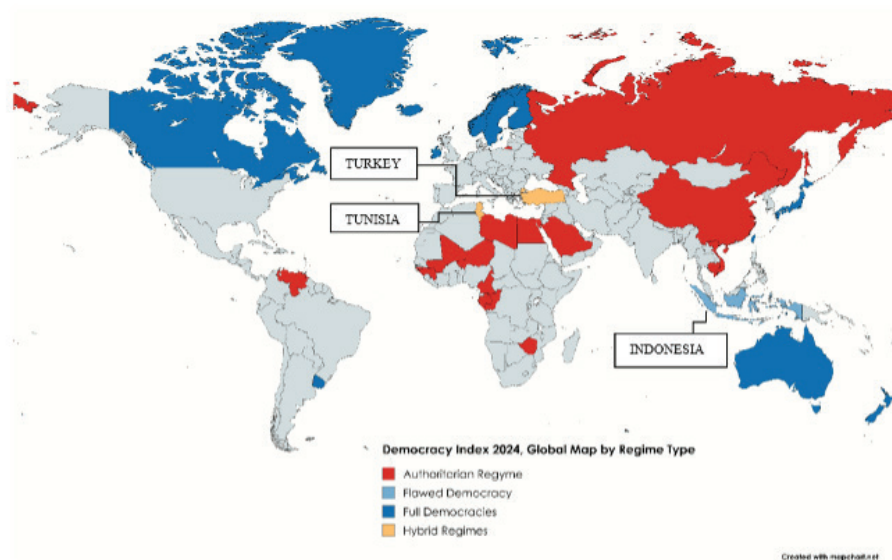 TURKEY
TUNISIA
INDONESIA
Democracy Index 2024, Global Map by Regime Type
Authoritarian Regyme
Flawed Democracy
Full Democracies
Hybrid Regimes
Created with mapchart.net